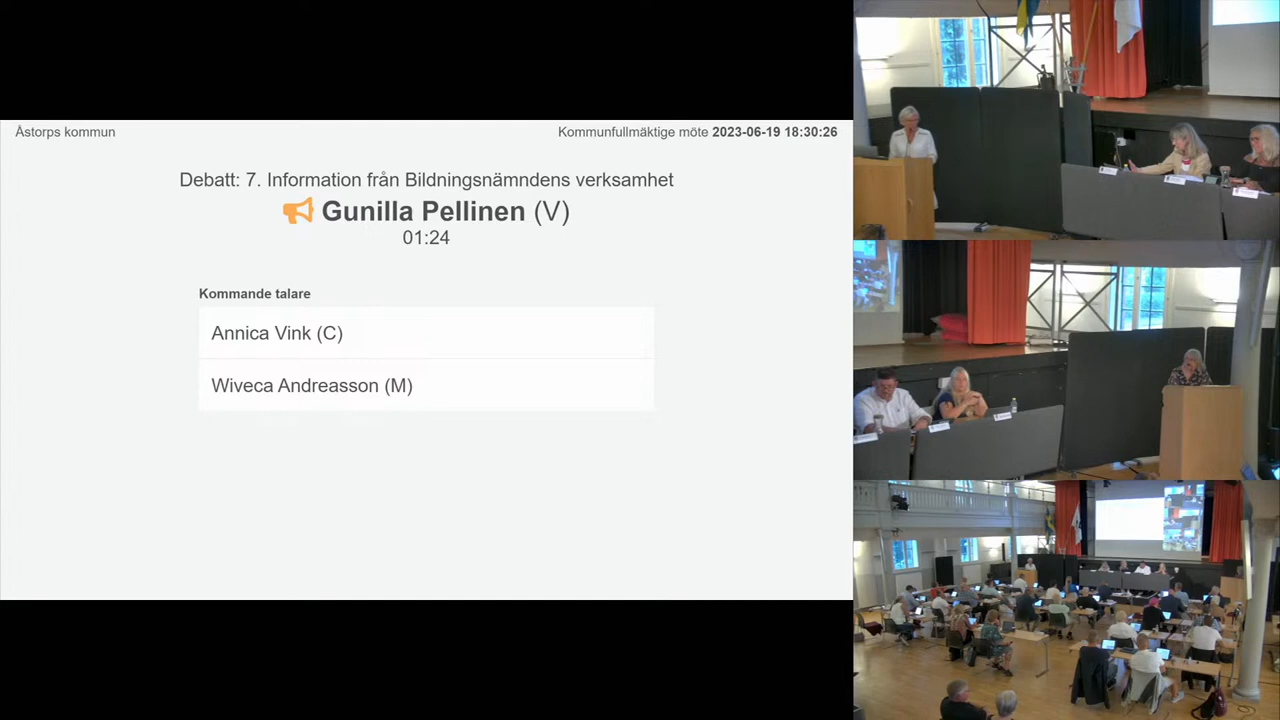 Åstorps kommun
Kommunfullmäktige möte 2023-06-19 18:30:26
Debatt: 7. Information från Bildningsnämndens verksamhet
Gunilla Pellinen (V)
01:24
Kommande talare
Annica Vink (C)
Wiveca Andreasson (M)